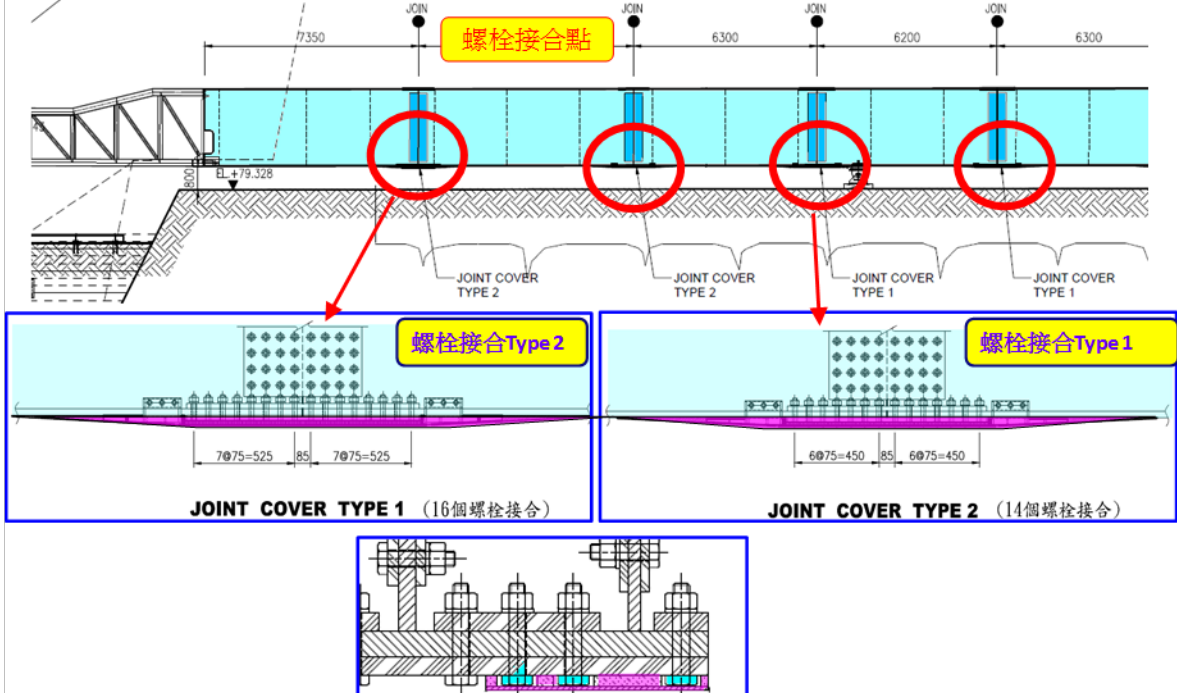 JOIN JOIN JOIN JOIN
7350 螺栓接合點 6300 6200 6300
800
EL.+79.328
JOINT COVER
TYPE 2
JOINT COVER
TYPE 2
JOINT COVER
TYPE 1
JOINT COVER
TYPE 1
螺栓接合Type2
7@75=525 85 7@75=525
JOINT COVER TYPE 1 (16個螺栓接合)
螺栓接合Type1
6@75=450 85 6@75=450
JOINT COVER TYPE 2 (14個螺栓接合)